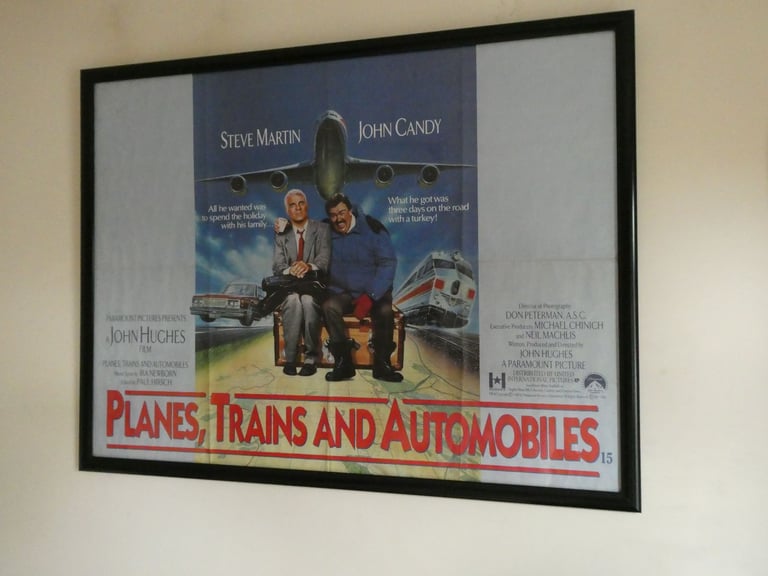 STEVE MARTIN
JOHN CANDY
All he wanted was
to spend the holiday
with his family...
What he got was
three days on the road
with a turkey!
PARAMOUNT PICTURES PRESENTS
A JOHN HUGHES
FILM
PLANES, TRAINS AND AUTOMOBILES
Music Score by IRA NEWBORN
Edited by PAUL HIRSCH
Director of Photography
DON PETERMAN, A.S.C.
Executive Producers MICHAEL CHINICH
and NEIL MACHLIS
Written, Produced and Directed by
JOHN HUGHES
A PARAMOUNT PICTURE
DISTRIBUTED BY UNITED
INTERNATIONAL PICTURES
PLANES, TRAINS AND AUTOMOBILES
15